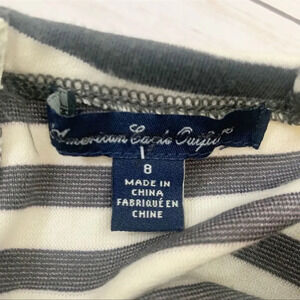 American Eagle Outfitters
8
MADE IN
CHINA
FABRIQUÉ EN
CHINE